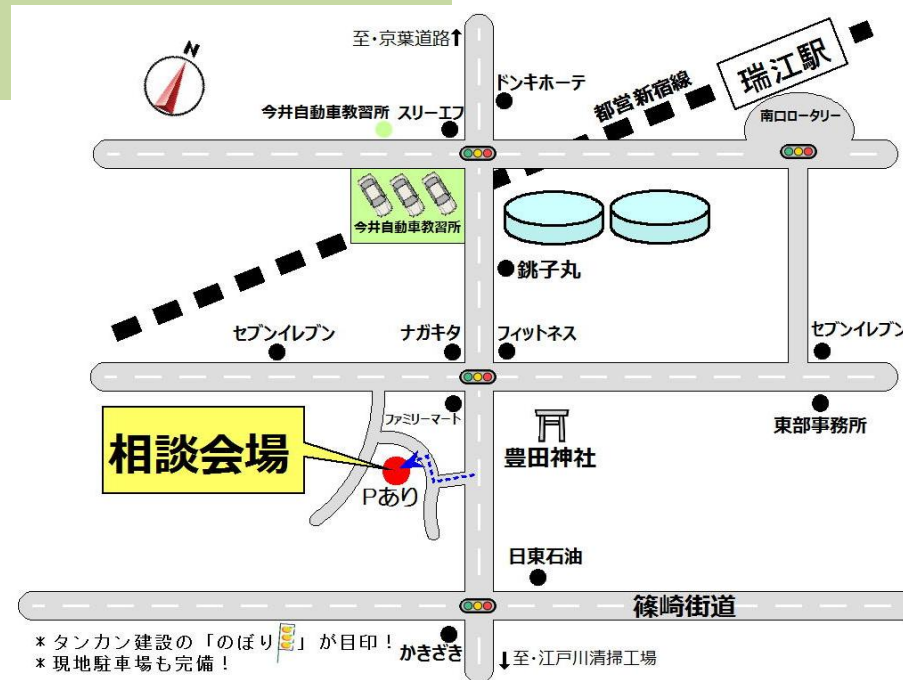 至・京葉道路↑
N
ドンキホーテ
都営新宿線
瑞江駅
今井自動車教習所
スリーエフ
南口ロータリー
今井自動車教習所
銚子丸
セブンイレブン
ナガキタ
フィットネス
セブンイレブン
ファミリーマート
東部事務所
相談会場
豊田神社
Pあり
日東石油
篠崎街道
*タンカン建設の「のぼり」が目印!
かきざき
↓至・江戸川清掃工場
*現地駐車場も完備!